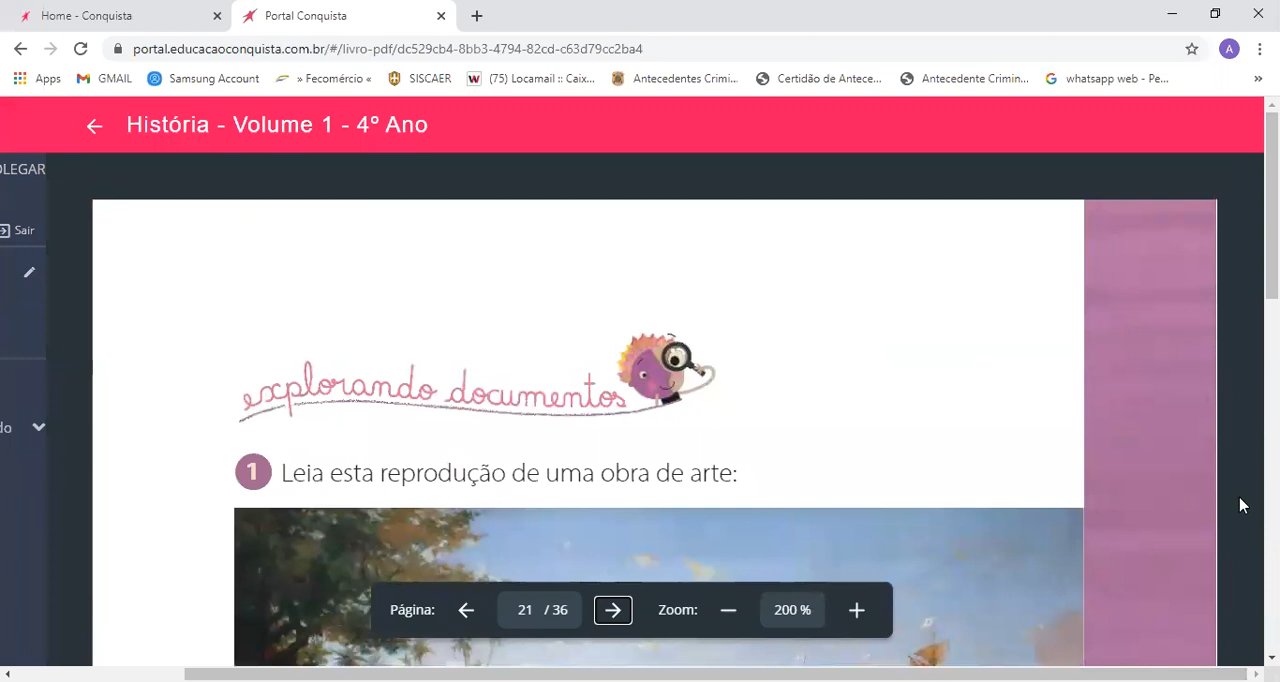 Home - Conquista
Portal Conquista
portal.educacaoconquista.com.br/#/livro-pdf/dc529cb4-8bb3-4794-82cd-c63d79cc2ba4
A
Apps
GMAIL
Samsung Account
» Fecomércio «
SISCAER
(75) Locamail :: Caix...
Antecedentes Crimi...
Certidão de Antece...
Antecedente Crimin...
whatsapp web - Pe...
»
História - Volume 1 - 4º Ano
OLEGAR
Sair
do
explorando documentos
1 Leia esta reprodução de uma obra de arte:
Página: 21 / 36 Zoom: 200 %